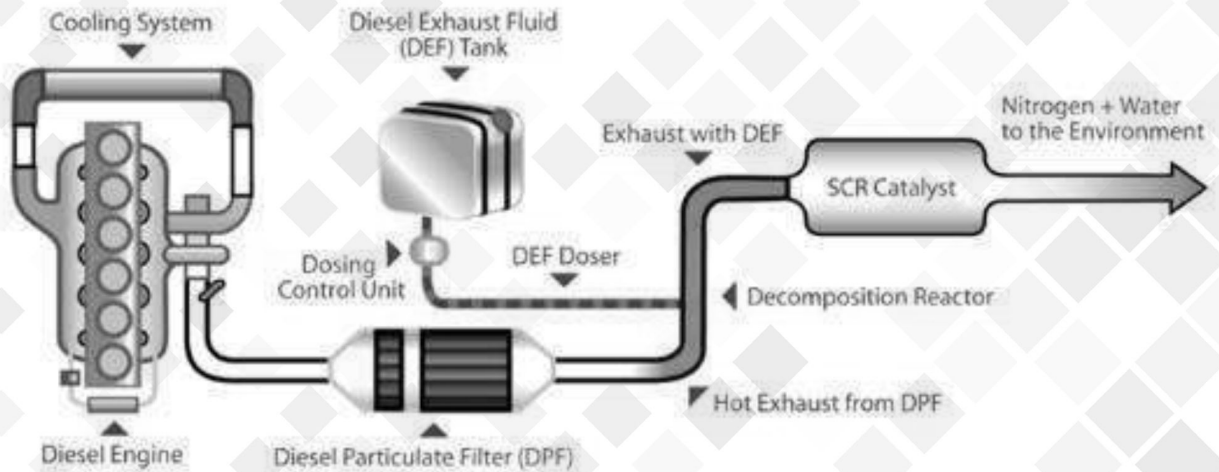 Cooling System
Diesel Exhaust Fluid
(DEF) Tank
Nitrogen + Water
to the Environment
Exhaust with DEF
SCR Catalyst
Dosing
Control Unit
DEF Doser
Decomposition Reactor
Hot Exhaust from DPF
Diesel Engine
Diesel Particulate Filter (DPF)